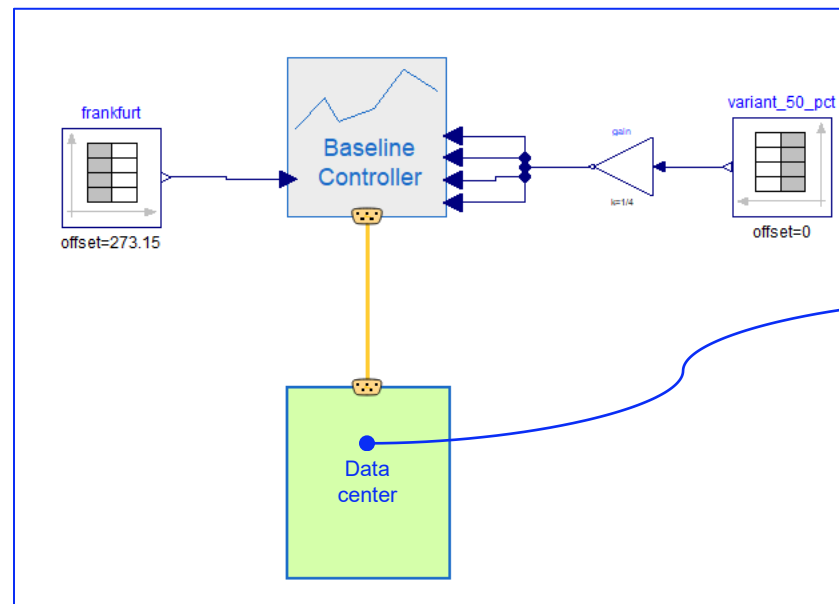 frankfurt
offset=273.15
Baseline
Controller
gain
k=1/4
variant_50_pct
offset=0
Data
center